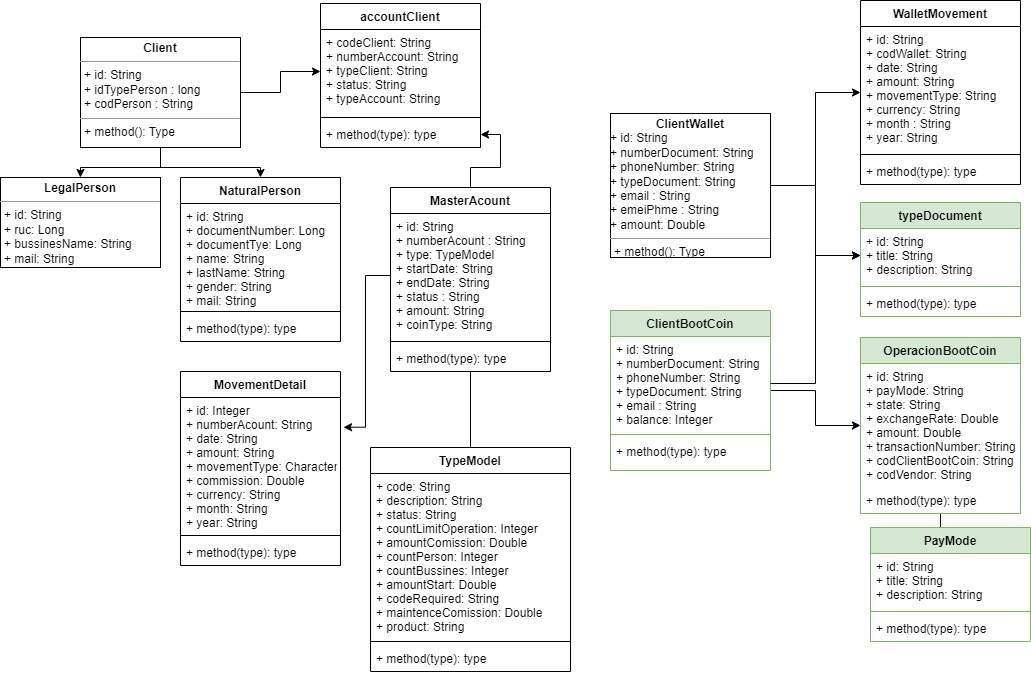 Client
+ id: String
+ idTypePerson : long
+ codPerson : String
+ method(): Type
accountClient
+ codeClient: String
+ numberAccount: String
+ typeClient: String
+ status: String
+ typeAccount: String
+ method(type): type
LegalPerson
+ id: String
+ ruc: Long
+ bussinesName: String
+ mail: String
NaturalPerson
+ id: String
+ documentNumber: Long
+ documentTye: Long
+ name: String
+ lastName: String
+ gender: String
+ mail: String
+ method(type): type
MasterAcount
+ id: String
+ numberAcount : String
+ type: TypeModel
+ startDate: String
+ endDate: String
+ status : String
+ amount: String
+ coinType: String
+ method(type): type
MovementDetail
+ id: Integer
+ numberAcount: String
+ date: String
+ amount: String
+ movementType: Character
+ commission: Double
+ currency: String
+ month: String
+ year: String
+ method(type): type
TypeModel
+ code: String
+ description: String
+ status: String
+ countLimitOperation: Integer
+ amountComission: Double
+ countPerson: Integer
+ countBussines: Integer
+ amountStart: Double
+ codeRequired: String
+ maintenceComission: Double
+ product: String
+ method(type): type
ClientWallet
+ id: String
+ numberDocument: String
+ phoneNumber: String
+ typeDocument: String
+ email : String
+ emeiPhme : String
+ amount: Double
+ method(): Type
WalletMovement
+ id: String
+ codWallet: String
+ date: String
+ amount: String
+ movementType: String
+ currency: String
+ month : String
+ year: String
+ method(type): type
typeDocument
+ id: String
+ title: String
+ description: String
+ method(type): type
ClientBootCoin
+ id: String
+ numberDocument: String
+ phoneNumber: String
+ typeDocument: String
+ email : String
+ balance: Integer
+ method(type): type
OperacionBootCoin
+ id: String
+ payMode: String
+ state: String
+ exchangeRate: Double
+ amount: Double
+ transactionNumber: String
+ codClientBootCoin: String
+ codVendor: String
+ method(type): type
PayMode
+ id: String
+ title: String
+ description: String
+ method(type): type